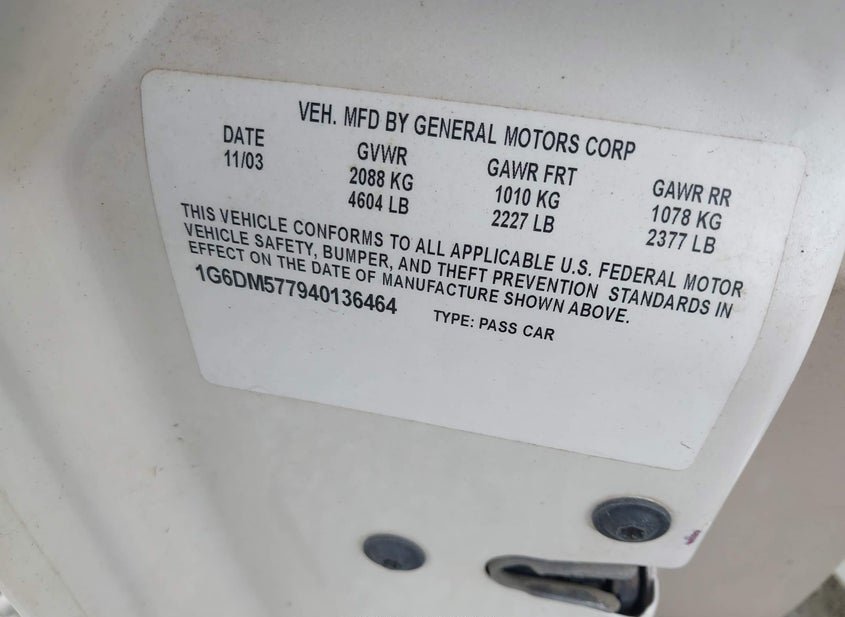 VEH. MFD BY GENERAL MOTORS CORP
DATE GVWR GAWR FRT GAWR RR
11/03 2088 KG 1010 KG 1078 KG
4604 LB 2227 LB 2377 LB
THIS VEHICLE CONFORMS TO ALL APPLICABLE U.S. FEDERAL MOTOR
VEHICLE SAFETY, BUMPER, AND THEFT PREVENTION STANDARDS IN
EFFECT ON THE DATE OF MANUFACTURE SHOWN ABOVE.
1G6DM577940136464 TYPE: PASS CAR